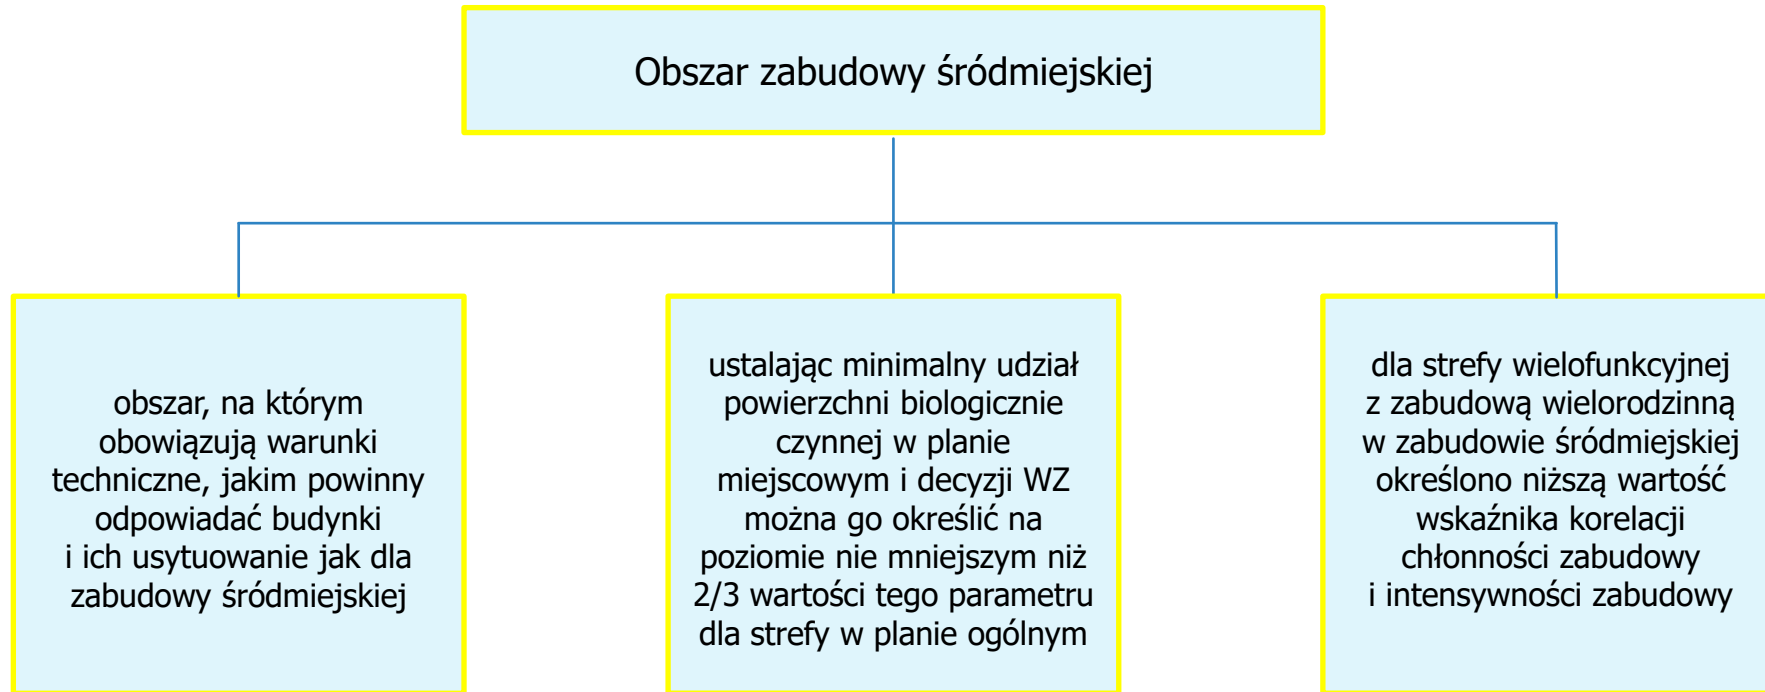 Obszar zabudowy śródmiejskiej
obszar, na którym
obowiązują warunki
techniczne, jakim powinny
odpowiadać budynki
i ich usytuowanie jak dla
zabudowy śródmiejskiej
ustalając minimalny udział
powierzchni biologicznie
czynnej w planie
miejscowym i decyzji WZ
można go określić na
poziomie nie mniejszym niż
2/3 wartości tego parametru
dla strefy w planie ogólnym
dla strefy wielofunkcyjnej
z zabudową wielorodzinną
w zabudowie śródmiejskiej
określono niższą wartość
wskaźnika korelacji
chłonności zabudowy
i intensywności zabudowy